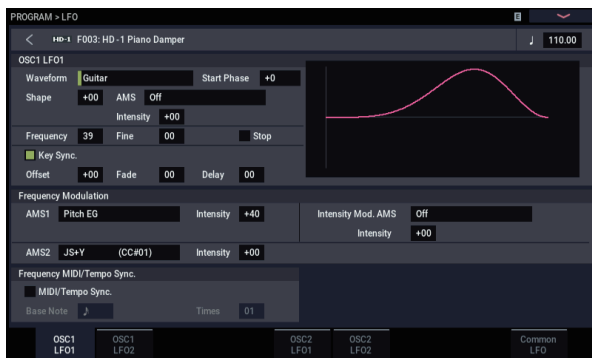 PROGRAM > LFO E
HD-1 F003: HD-1 Piano Damper ♩ 110.00
OSC1 LFO1
Waveform Guitar Start Phase +0
Shape +00 AMS Off
Intensity +00
Frequency 39 Fine 00 Stop
Key Sync.
Offset +00 Fade 00 Delay 00
Frequency Modulation
AMS1 Pitch EG Intensity +40 Intensity Mod. AMS Off
Intensity +00
AMS2 JS+Y (CC#01) Intensity +00
Frequency MIDI/Tempo Sync.
MIDI/Tempo Sync.
Base Note ♪ Times 01
OSC1 LFO1
OSC1 LFO2
OSC2 LFO1
OSC2 LFO2
Common LFO